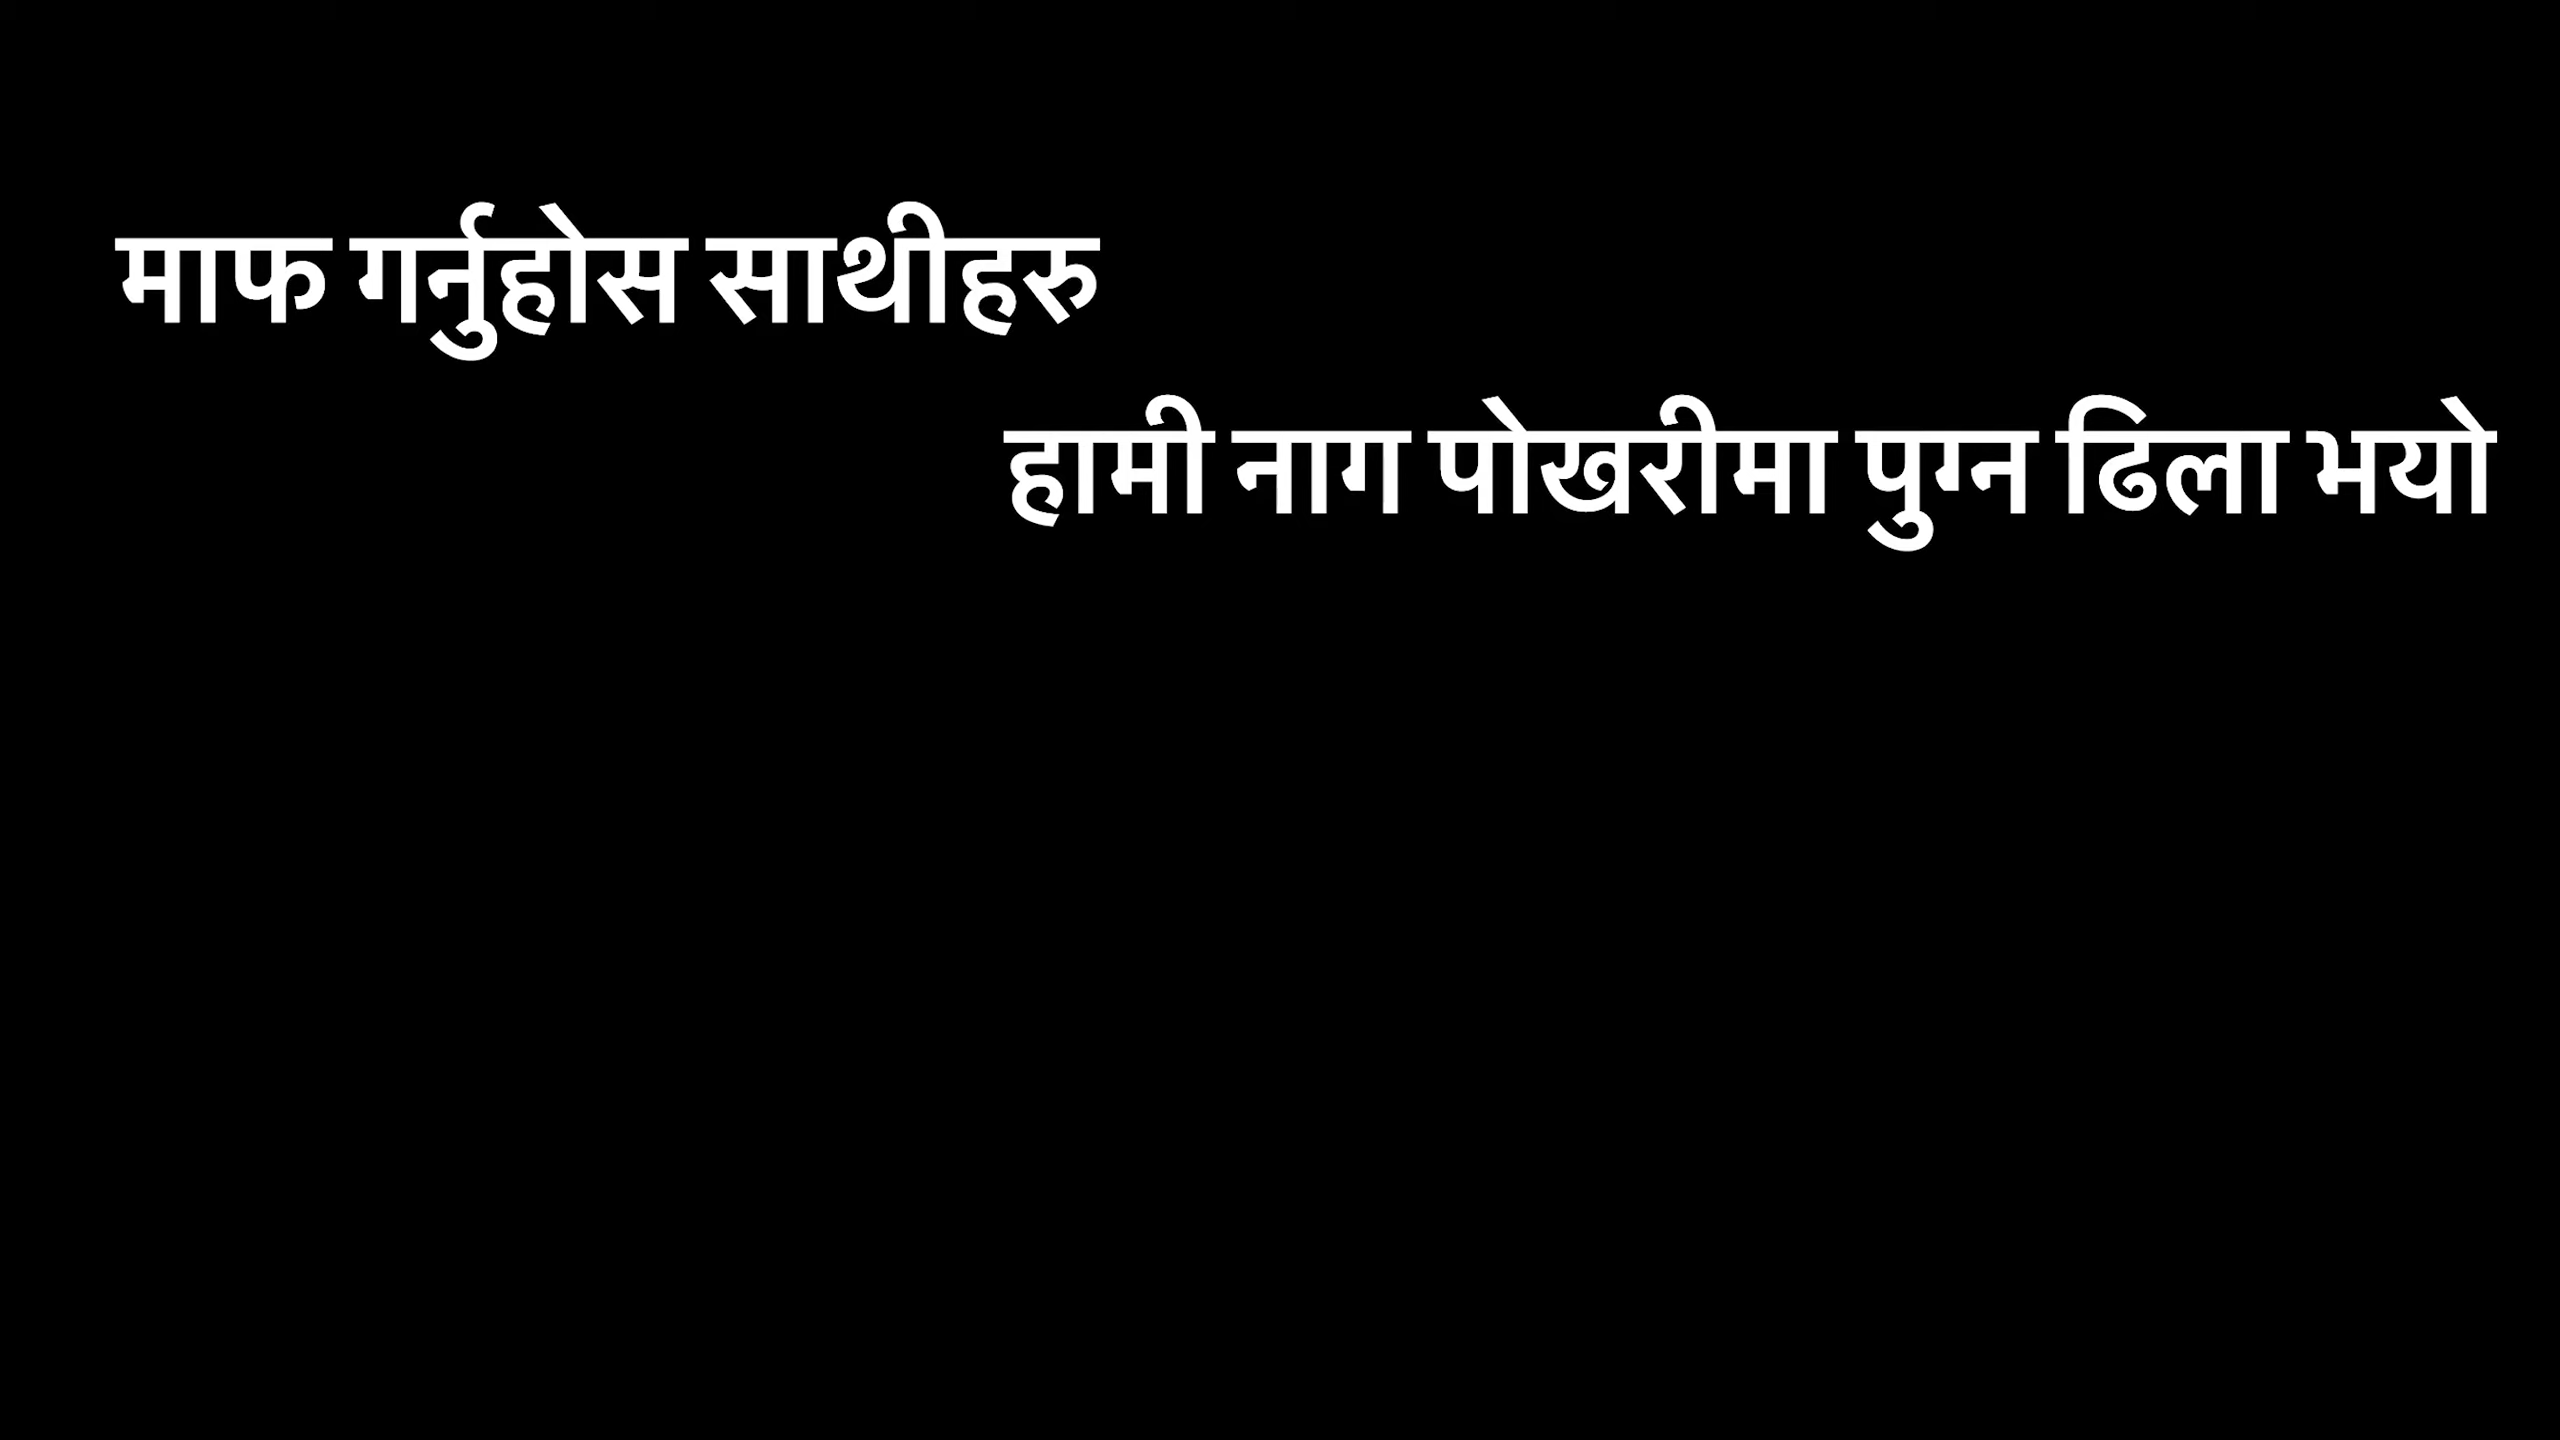 माफ गर्नुहोस साथीहरु
हामी नाग पोखरीमा पुग्न ढिला भयो